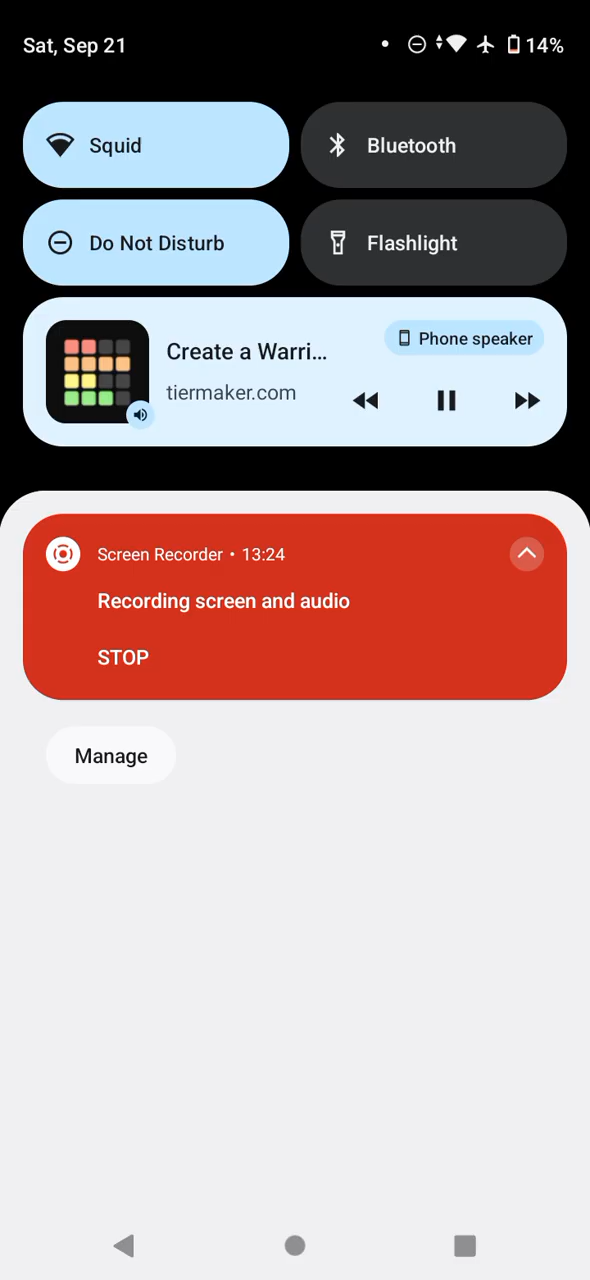 Sat, Sep 21
14%
Squid
Bluetooth
Do Not Disturb
Flashlight
Phone speaker
Create a Warri...
tiermaker.com
Screen Recorder • 13:24
Recording screen and audio
STOP
Manage